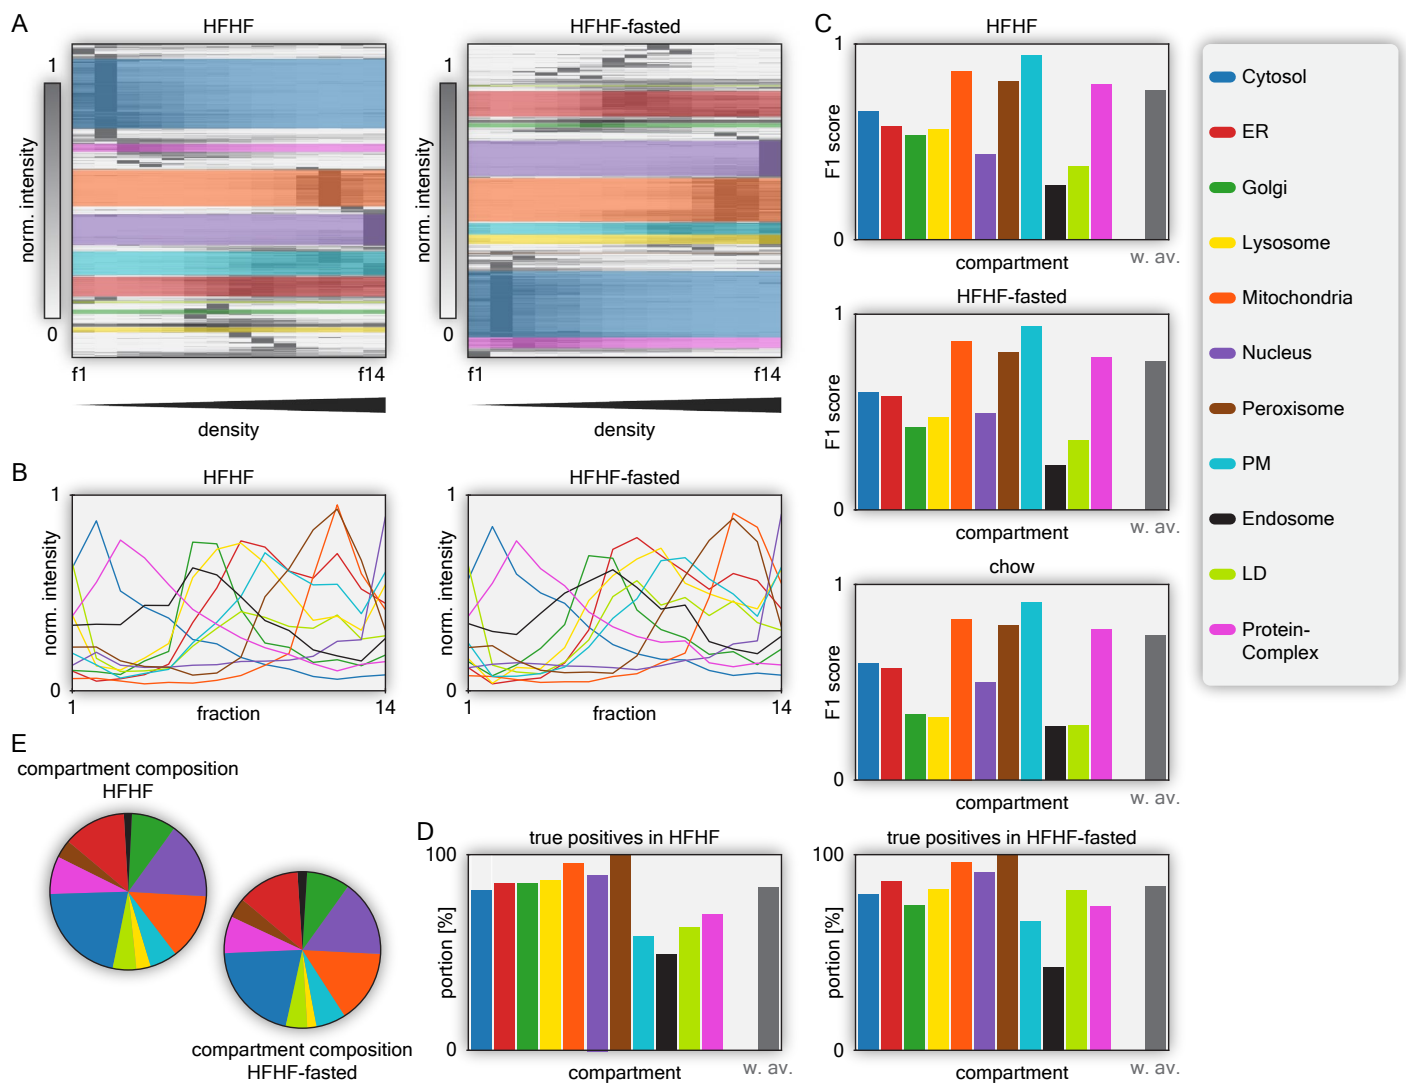 A
HFHF
HFHF-fasted
1
norm. intensity
0
f1
f14
density
1
norm. intensity
0
f1
f14
density
B
HFHF
HFHF-fasted
1
norm. intensity
0
1
fraction
14
1
norm. intensity
0
1
fraction
14
C
HFHF
1
F1 score
0
compartment
w. av.
HFHF-fasted
1
F1 score
0
compartment
w. av.
chow
1
F1 score
0
compartment
w. av.
Cytosol
ER
Golgi
Lysosome
Mitochondria
Nucleus
Peroxisome
PM
Endosome
LD
Protein-
Complex
E
compartment composition
HFHF
compartment composition
HFHF-fasted
D
true positives in HFHF
100
portion [%]
0
compartment
w. av.
true positives in HFHF-fasted
100
portion [%]
0
compartment
w. av.